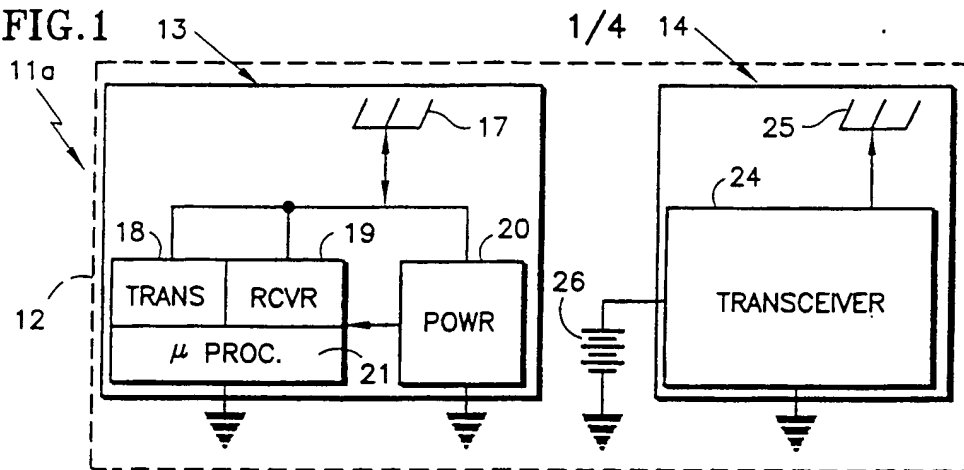 FIG.1 13 1/4 14
11a
17 25
24
18 19 20
TRANS RCVR POWR 26 TRANSCEIVER
12
μ PROC. 21